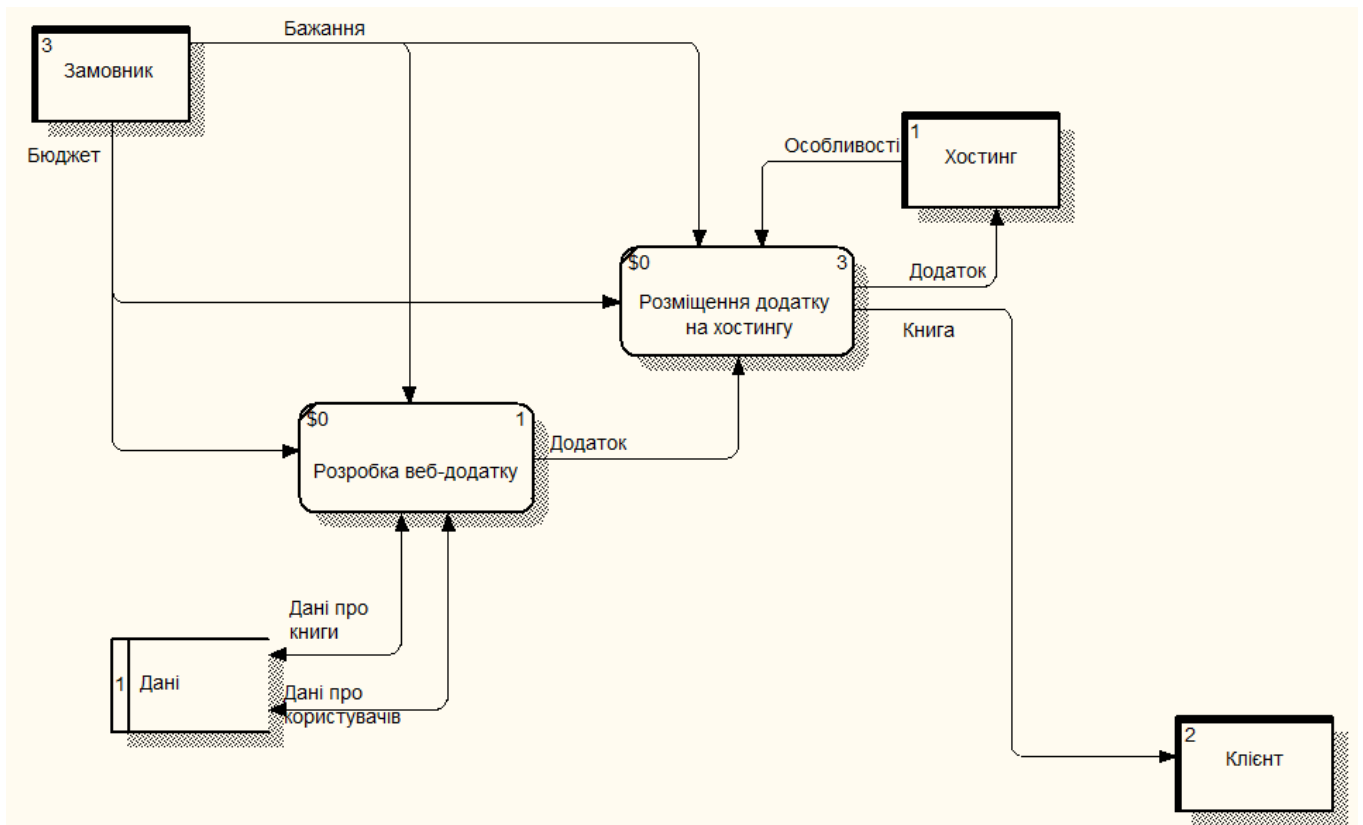 3
Замовник
Бажання
Бюджет
1
Хостинг
Особливості
$0
3
Розміщення додатку
на хостингу
Додаток
Книга
$0
1
Розробка веб-додатку
Додаток
Дані про
книги
1
Дані
Дані про
користувачів
2
Клієнт